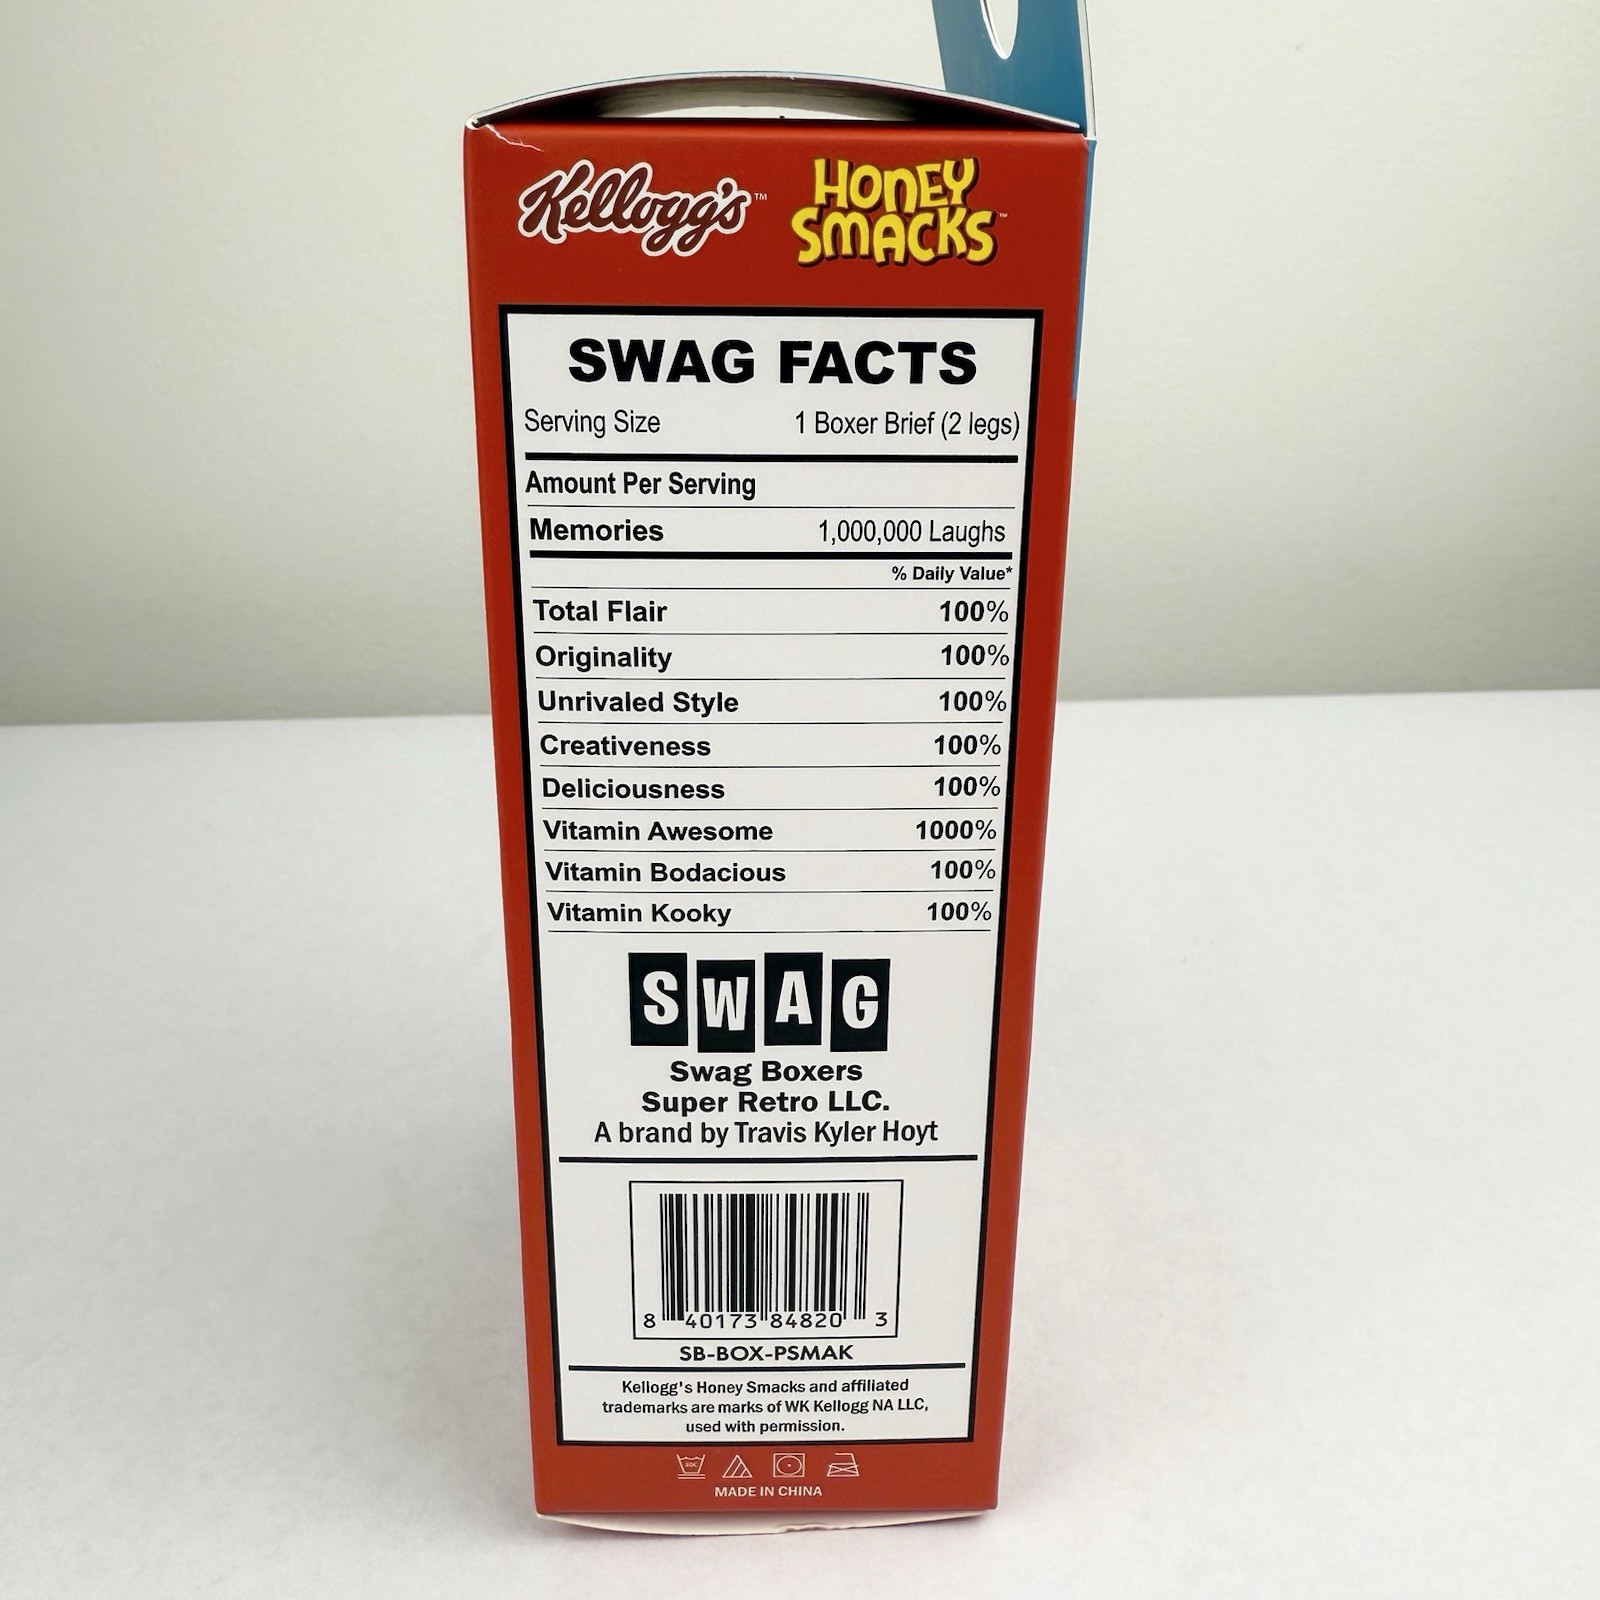 Kellogg's™
HONEY
SMACKS™
SWAG FACTS
Serving Size 1 Boxer Brief (2 legs)
Amount Per Serving
Memories 1,000,000 Laughs
% Daily Value*
Total Flair 100%
Originality 100%
Unrivaled Style 100%
Creativeness 100%
Deliciousness 100%
Vitamin Awesome 1000%
Vitamin Bodacious 100%
Vitamin Kooky 100%
SWAG
Swag Boxers
Super Retro LLC.
A brand by Travis Kyler Hoyt
8 40173 84820 3
SB-BOX-PSMAK
Kellogg's Honey Smacks and affiliated
trademarks are marks of WK Kellogg NA LLC,
used with permission.
MADE IN CHINA